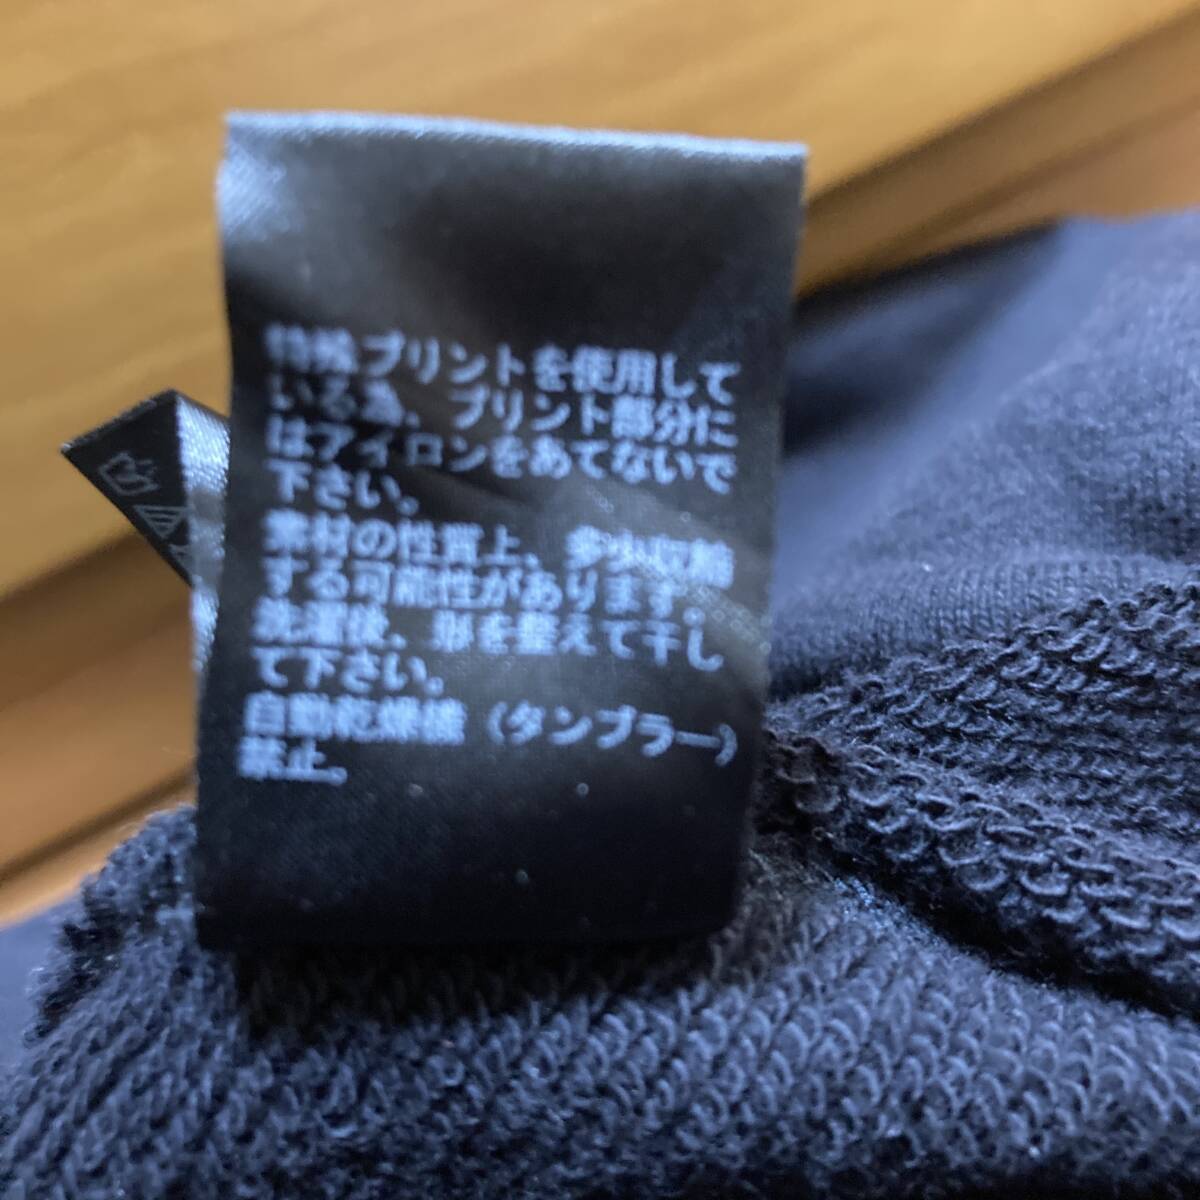 特殊プリントを使用して
いる為、プリント部分に
はアイロンをあてないで
下さい。
素材の性質上、多少収縮
する可能性があります。
洗濯後、形を整えて干し
て下さい。
自動乾燥機（タンブラー）
禁止。